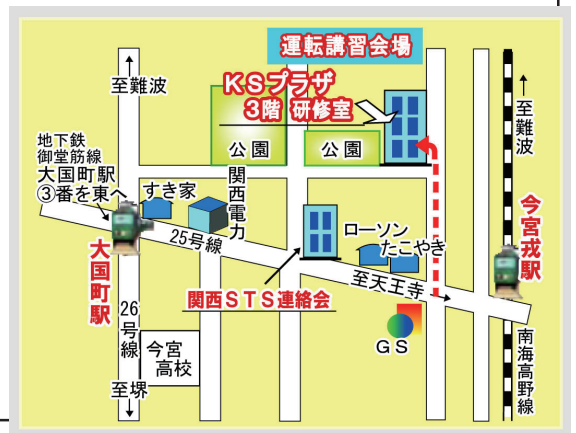 運転講習会場
KSプラザ
3階 研修室
至難波
公園
公園
至難波
地下鉄
御堂筋線
大国町駅
③番を東へ
すき家
関西電力
25号線
ローソン
たこやき
今宮戎駅
大国町駅
関西STS連絡会
至天王寺
26号線
今宮
高校
GS
南海高野線
至堺